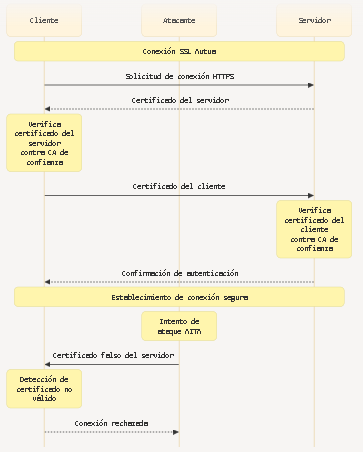 Cliente
Atacante
Servidor
Conexión SSL Mutua
Solicitud de conexión HTTPS
Certificado del servidor
Verifica
certificado del
servidor
contra CA de
confianza
Certificado del cliente
Verifica
certificado del
cliente
contra CA de
confianza
Confirmación de autenticación
Establecimiento de conexión segura
Intento de
ataque MITM
Certificado falso del servidor
Detección de
certificado no
válido
Conexión rechazada